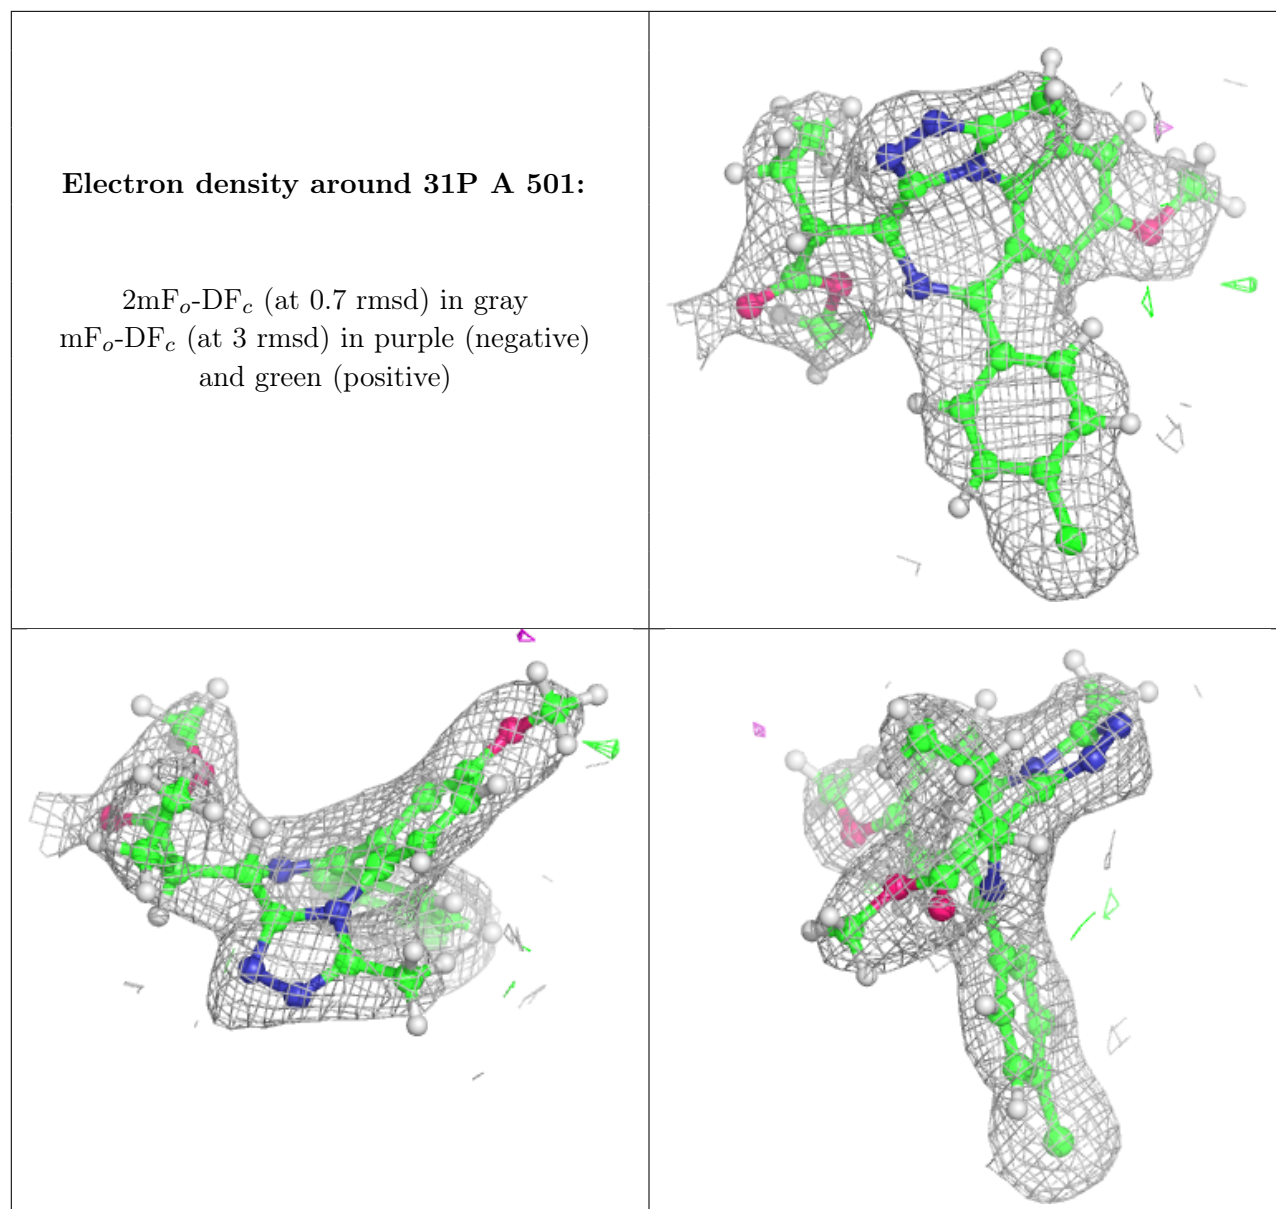 Electron density around 31P A 501:
2mFo-DFc (at 0.7 rmsd) in gray
mFo-DFc (at 3 rmsd) in purple (negative)
and green (positive)